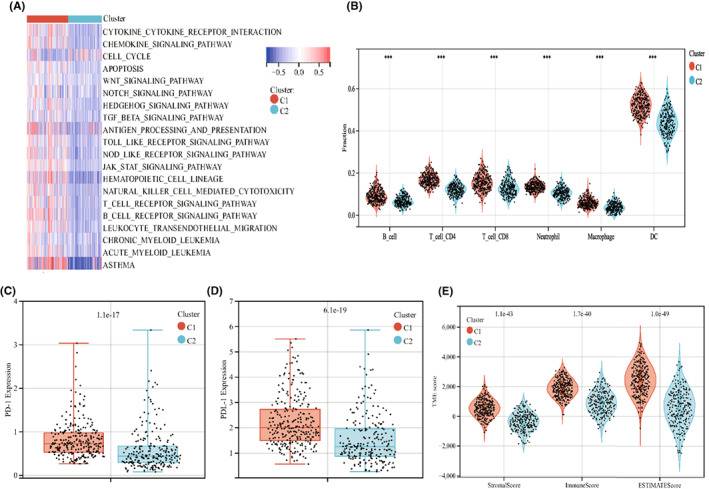 (A)
Cluster
CYTOKINE_CYTOKINE_RECEPTOR_INTERACTION
CHEMOKINE_SIGNALING_PATHWAY
CELL_CYCLE
APOPTOSIS
WNT_SIGNALING_PATHWAY
NOTCH_SIGNALING_PATHWAY
HEDGEHOG_SIGNALING_PATHWAY
TGF_BETA_SIGNALING_PATHWAY
ANTIGEN_PROCESSING_AND_PRESENTATION
TOLL_LIKE_RECEPTOR_SIGNALING_PATHWAY
NOD_LIKE_RECEPTOR_SIGNALING_PATHWAY
JAK_STAT_SIGNALING_PATHWAY
HEMATOPOIETIC_CELL_LINEAGE
NATURAL_KILLER_CELL_MEDIATED_CYTOTOXICITY
T_CELL_RECEPTOR_SIGNALING_PATHWAY
B_CELL_RECEPTOR_SIGNALING_PATHWAY
LEUKOCYTE_TRANSENDOTHELIAL_MIGRATION
CHRONIC_MYELOID_LEUKEMIA
ACUTE_MYELOID_LEUKEMIA
ASTHMA
−0.5 0 0.5
Cluster:
C1
C2
(B)
*** *** *** *** *** ***
Cluster
C1
C2
Fraction
0.6
0.4
0.2
0.0
B_cell T_cell_CD4 T_cell_CD8 Neutrophil Macrophage DC
(C)
1.1e-17
Cluster
C1
C2
PD-1 Expression
4
3
2
1
0
(D)
6.1e-19
Cluster
C1
C2
PDL-1 Expression
7
6
5
4
3
2
1
0
(E)
1.1e-43 1.7e-40 1.0e-49
Cluster
C1
C2
TME score
6,000
4,000
2,000
0
−2,000
−4,000
StromalScore ImmuneScore ESTIMATEScore